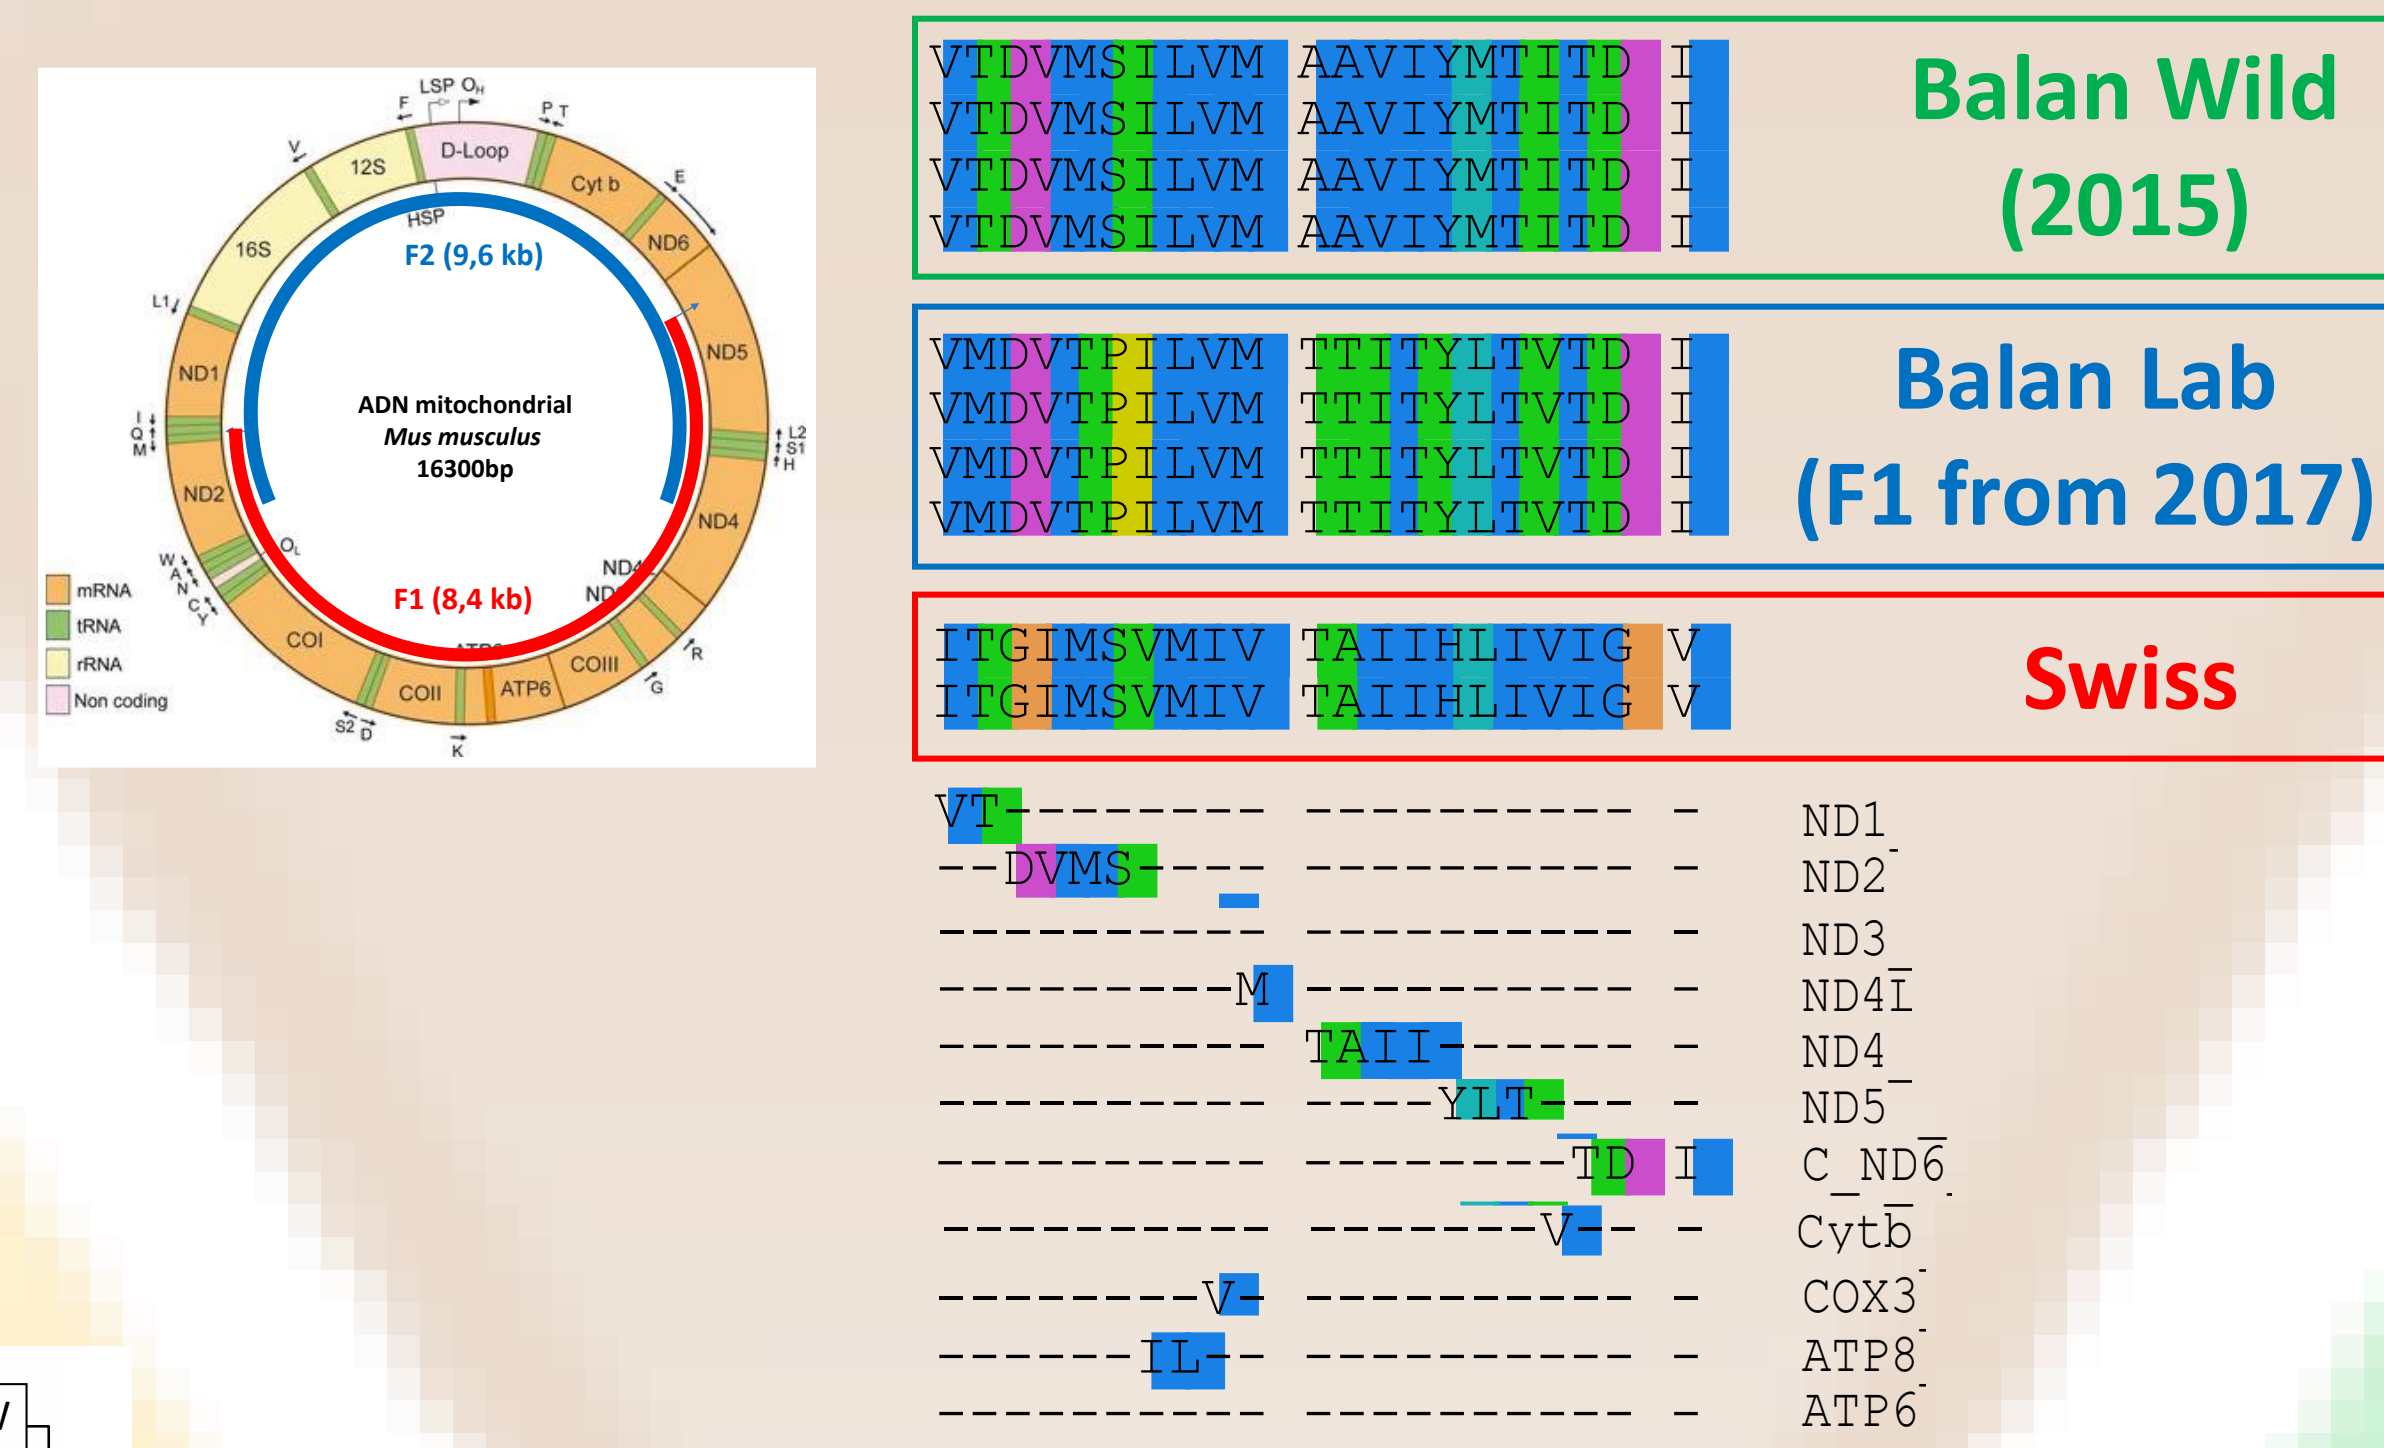 LSP OH
F
P T
V
D-Loop
12S
Cyt b
E
HSP
ND6
16S
F2 (9,6 kb)
L1
ND5
ND1
ADN mitochondrial
Mus musculus
16300bp
I
Q
M
L2
S1
H
ND2
ND4
OL
W
A
N
C
Y
F1 (8,4 kb)
COI
R
COIII
G
ATP6
COII
S2 D
K
mRNA
tRNA
rRNA
Non coding
VTDVMSILVM AAVIYMTITD I
VTDVMSILVM AAVIYMTITD I
VTDVMSILVM AAVIYMTITD I
VTDVMSILVM AAVIYMTITD I
Balan Wild
(2015)
VMDVTPILVM TTITYLTVTD I
VMDVTPILVM TTITYLTVTD I
VMDVTPILVM TTITYLTVTD I
VMDVTPILVM TTITYLTVTD I
Balan Lab
(F1 from 2017)
ITGIMSVMIV TAIIHLIVIG V
ITGIMSVMIV TAIIHLIVIG V
Swiss
VT-------- ---------- - ND1
--DVMS---- ---------- - ND2
---------- ---------- - ND3
---------M ---------- - ND4L
---------- TAII------ - ND4
---------- ----YLT--- - ND5
---------- --------TD I C_ND6
---------- -------V-- - Cytb
--------V- ---------- - COX3
------IL-- ---------- - ATP8
---------- ---------- - ATP6